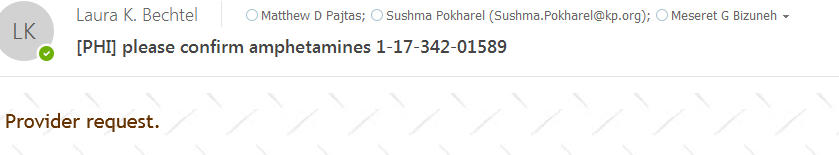 LK
Laura K. Bechtel
Matthew D Pajtas; Sushma Pokharel (Sushma.Pokharel@kp.org); Meseret G Bizuneh
[PHI] please confirm amphetamines 1-17-342-01589
Provider request.